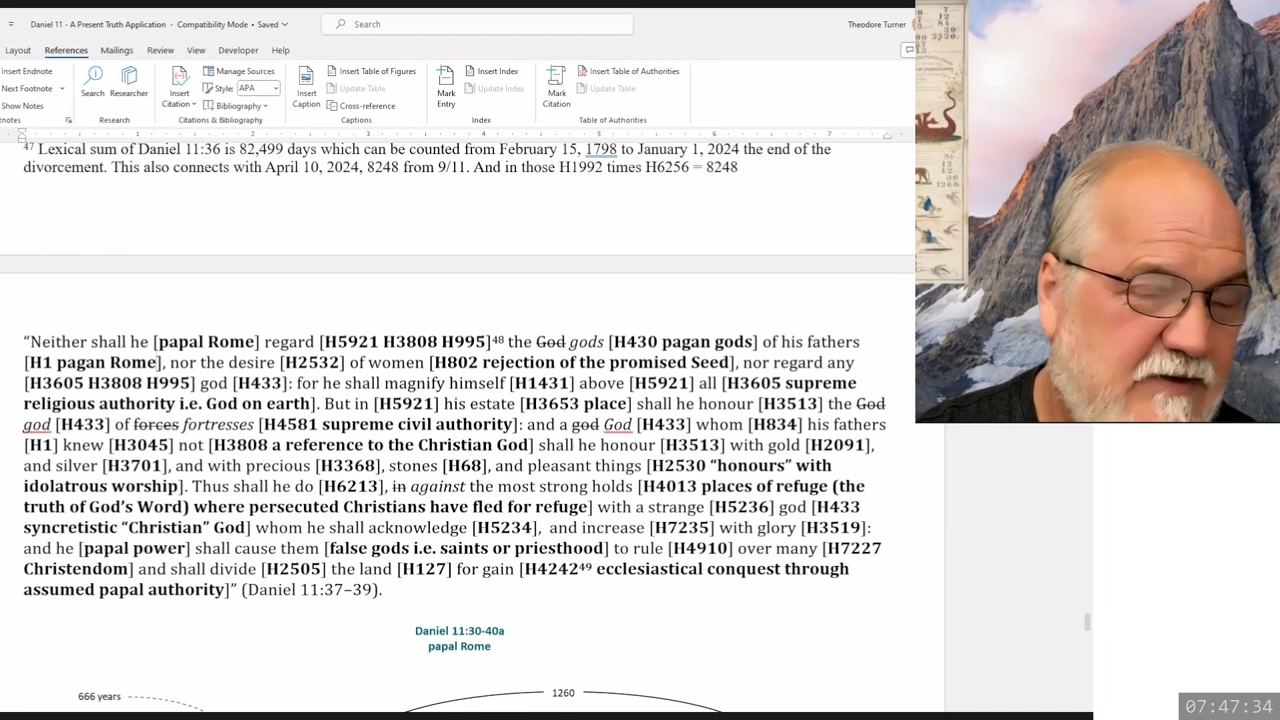 Daniel 11 - A Present Truth Application - Compatibility Mode • Saved
Search
Theodore Turner
Layout References Mailings Review View Developer Help
Insert Endnote
Next Footnote
Show Notes
Search
Researcher
Research
Insert Citation
Manage Sources
Style: APA
Bibliography
Citations & Bibliography
Insert Caption
Insert Table of Figures
Update Table
Cross-reference
Captions
Mark Entry
Insert Index
Update Index
Index
Mark Citation
Insert Table of Authorities
Update Table
Table of Authorities
1 2 3 4 5 6 7
47 Lexical sum of Daniel 11:36 is 82,499 days which can be counted from February 15, 1798 to January 1, 2024 the end of the
divorcement. This also connects with April 10, 2024, 8248 from 9/11. And in those H1992 times H6256 = 8248
“Neither shall he [papal Rome] regard [H5921 H3808 H995]48 the God gods [H430 pagan gods] of his fathers
[H1 pagan Rome], nor the desire [H2532] of women [H802 rejection of the promised Seed], nor regard any
[H3605 H3808 H995] god [H433]: for he shall magnify himself [H1431] above [H5921] all [H3605 supreme
religious authority i.e. God on earth]. But in [H5921] his estate [H3653 place] shall he honour [H3513] the God
god [H433] of forces fortresses [H4581 supreme civil authority]: and a god God [H433] whom [H834] his fathers
[H1] knew [H3045] not [H3808 a reference to the Christian God] shall he honour [H3513] with gold [H2091],
and silver [H3701], and with precious [H3368], stones [H68], and pleasant things [H2530 “honours” with
idolatrous worship]. Thus shall he do [H6213], in against the most strong holds [H4013 places of refuge (the
truth of God’s Word) where persecuted Christians have fled for refuge] with a strange [H5236] god [H433
syncretistic “Christian” God] whom he shall acknowledge [H5234], and increase [H7235] with glory [H3519]:
and he [papal power] shall cause them [false gods i.e. saints or priesthood] to rule [H4910] over many [H7227
Christendom] and shall divide [H2505] the land [H127] for gain [H424249 ecclesiastical conquest through
assumed papal authority]” (Daniel 11:37–39).
Daniel 11:30-40a
papal Rome
666 years
1260
07:47:34